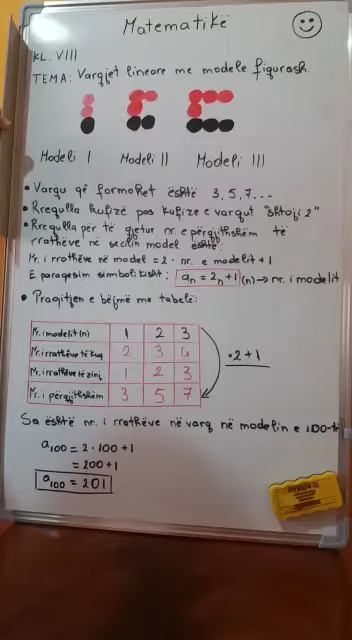 Matematikë
KL. VIII
TEMA: Vargjet lineare me modele figurash.
Modeli I Modeli II Modeli III
• Vargu që formohet është 3, 5, 7...
• Rregulla kufizë pas kufize e vargut "shtoji 2"
• Rregulla për të gjetur nr. e përgjithshëm të
rrathëve në secilin model është:
Nr. i rrathëve në model = 2 · nr. e modelit + 1
E paraqesim simbolikisht: an = 2n + 1 (n) → nr. i modelit
• Praqitjen e bëjmë me tabelë:
Nr. i modelit (n) 1 2 3
Nr. i rrathëve të kuq 2 3 4
Nr. i rrathëve të zinj 1 2 3
Nr. i përgjithshëm 3 5 7
·2+1
Sa është nr. i rrathëve në varg në modelin e 100-të
a100 = 2 · 100 + 1
= 200 + 1
a100 = 201